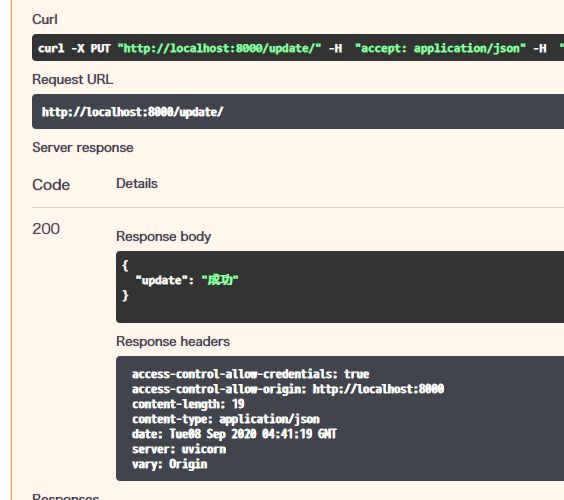 Curl
curl -X PUT "http://localhost:8000/update/" -H  "accept: application/json" -H  "
Request URL
http://localhost:8000/update/
Server response
Code
Details
200
Response body
{
  "update": "成功"
}
Response headers
access-control-allow-credentials: true
access-control-allow-origin: http://localhost:8000
content-length: 19
content-type: application/json
date: Tue08 Sep 2020 04:41:19 GMT
server: uvicorn
vary: Origin
Responses